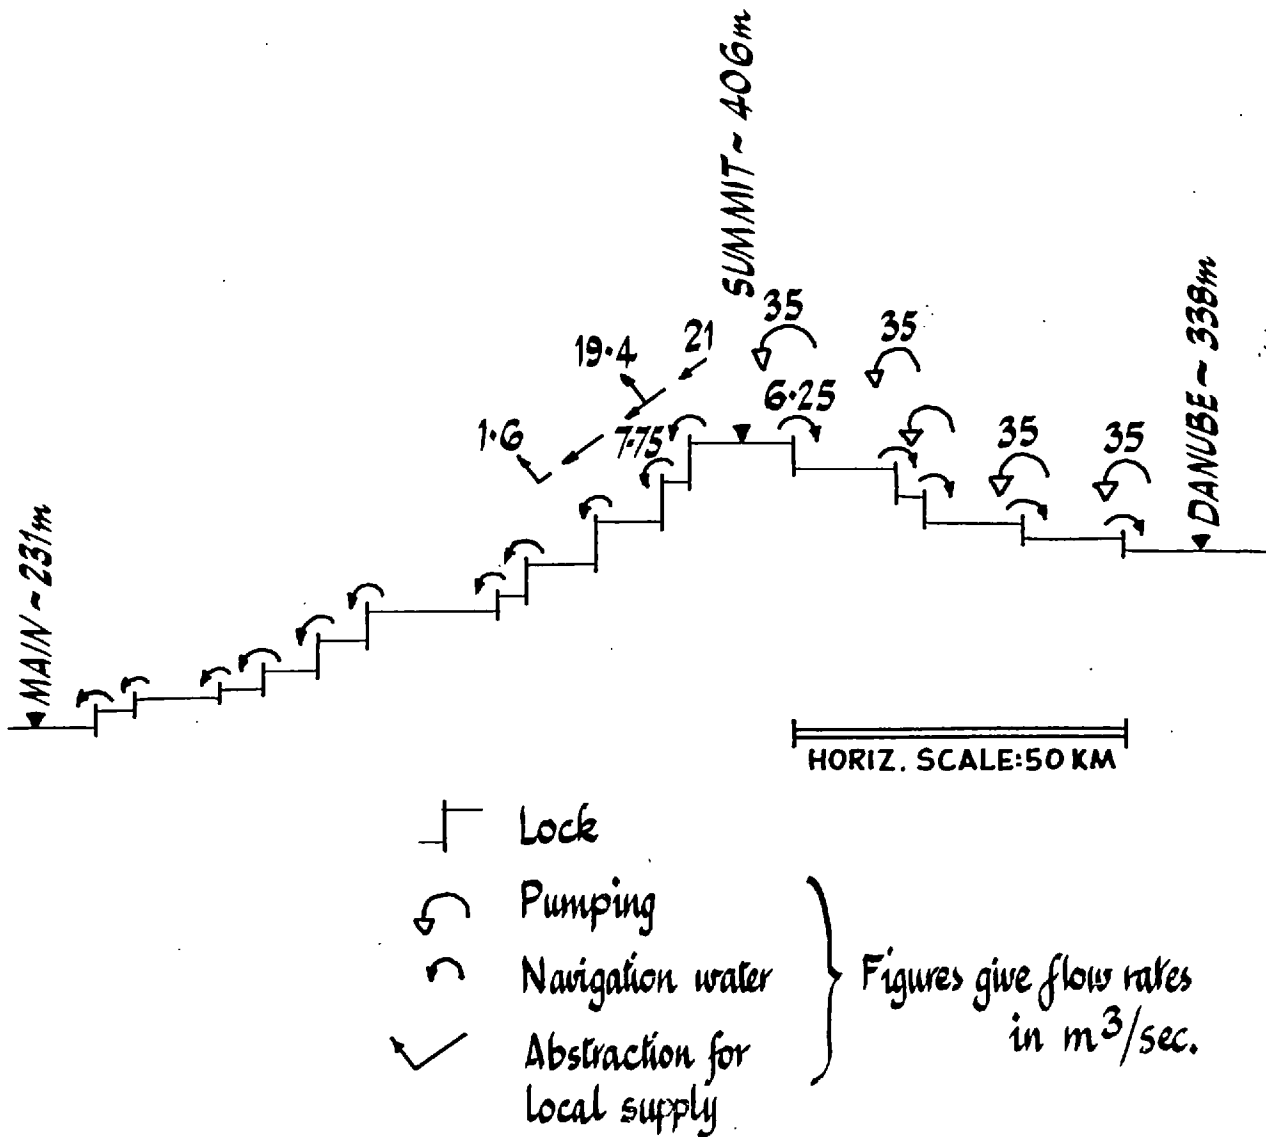 SUMMIT ~ 406m
35
35
21
19·4
6·25
1·6
7·75
35
35
DANUBE ~ 338m
MAIN ~ 231m
HORIZ. SCALE: 50 KM
Lock
Pumping
Navigation water
Abstraction for
local supply
Figures give flow rates
in m³/sec.